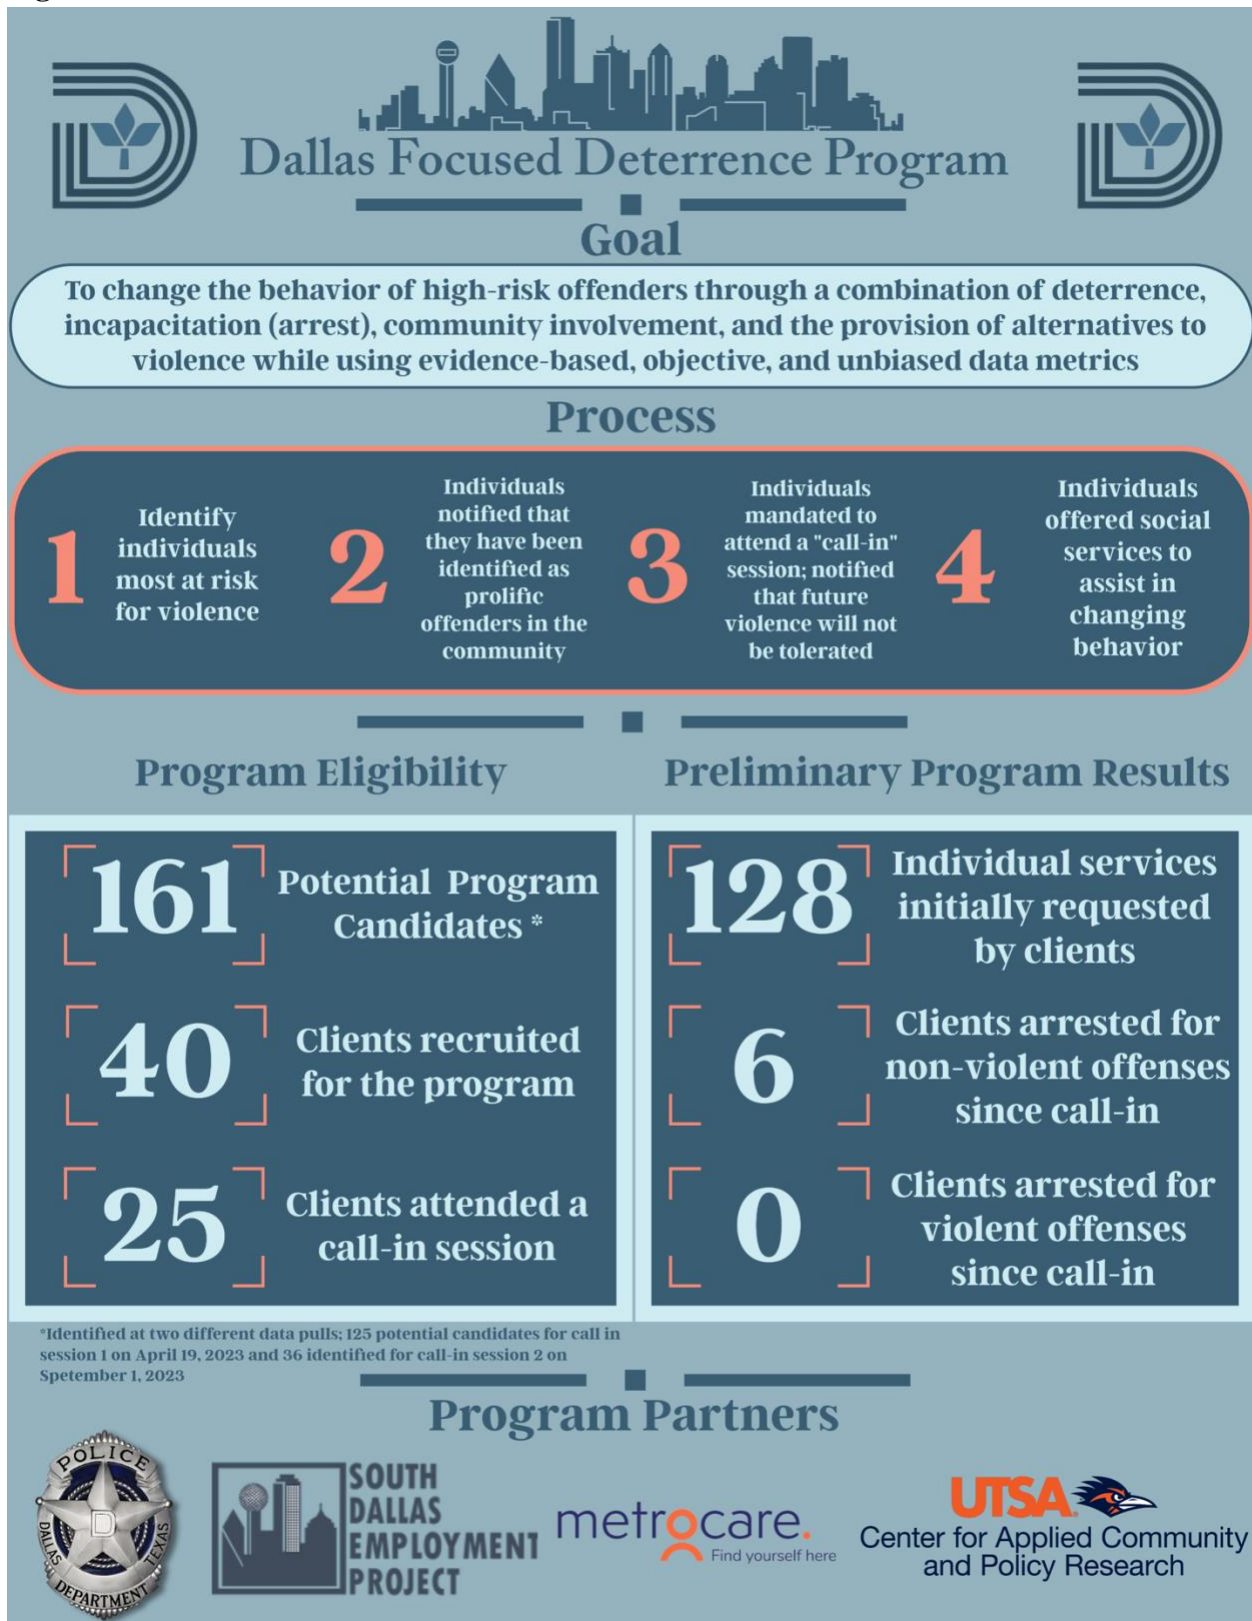 Dallas Focused Deterrence Program
Goal
To change the behavior of high-risk offenders through a combination of deterrence,
incapacitation (arrest), community involvement, and the provision of alternatives to
violence while using evidence-based, objective, and unbiased data metrics
Process
1
Identify
individuals
most at risk
for violence
2
Individuals
notified that
they have been
identified as
prolific
offenders in the
community
3
Individuals
mandated to
attend a "call-in"
session; notified
that future
violence will not
be tolerated
4
Individuals
offered social
services to
assist in
changing
behavior
Program Eligibility
161
Potential Program
Candidates *
40
Clients recruited
for the program
25
Clients attended a
call-in session
*Identified at two different data pulls; 125 potential candidates for call in
session 1 on April 19, 2023 and 36 identified for call-in session 2 on
Spetember 1, 2023
Preliminary Program Results
128
Individual services
initially requested
by clients
6
Clients arrested for
non-violent offenses
since call-in
0
Clients arrested for
violent offenses
since call-in
Program Partners
POLICE
DALLAS
D
TEXAS
DEPARTMENT
SOUTH
DALLAS
EMPLOYMENT
PROJECT
metrocare.
Find yourself here
UTSA
Center for Applied Community
and Policy Research